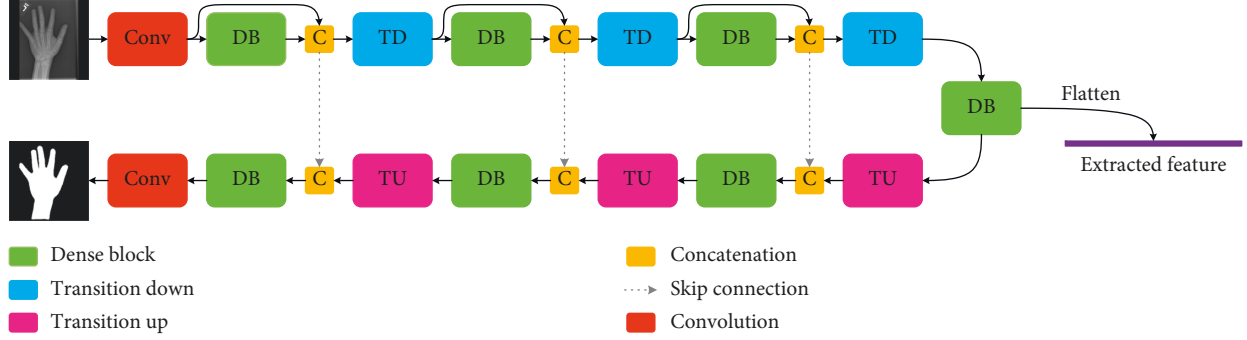 Conv DB C TD DB C TD DB C TD
DB
Flatten
Extracted feature
Conv DB C TU DB C TU DB C TU
Dense block
Transition down
Transition up
Concatenation
Skip connection
Convolution